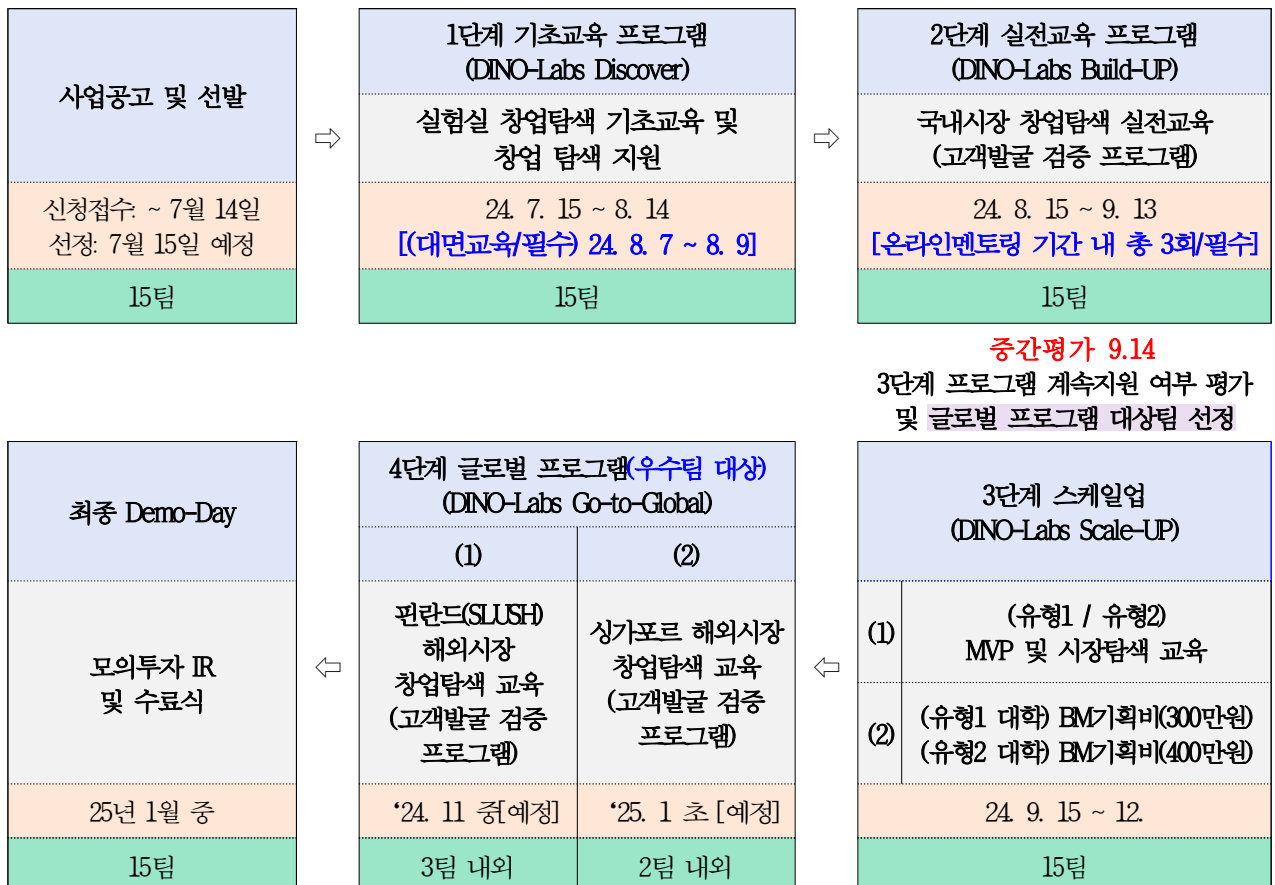 사업공고 및 선발
신청접수: ~ 7월 14일
선정: 7월 15일 예정
15팀
⇨
1단계 기초교육 프로그램
(DINO-Labs Discover)
실험실 창업탐색 기초교육 및
창업 탐색 지원
24. 7. 15 ~ 8. 14
[(대면교육/필수) 24. 8. 7 ~ 8. 9]
15팀
⇨
2단계 실전교육 프로그램
(DINO-Labs Build-UP)
국내시장 창업탐색 실전교육
(고객발굴 검증 프로그램)
24. 8. 15 ~ 9. 13
[온라인멘토링 기간 내 총 3회/필수]
15팀
중간평가 9.14
3단계 프로그램 계속지원 여부 평가
및 글로벌 프로그램 대상팀 선정
3단계 스케일업
(DINO-Labs Scale-UP)
(1)
(유형1 / 유형2)
MVP 및 시장탐색 교육
(2)
(유형1 대학) BM기획비(300만원)
(유형2 대학) BM기획비(400만원)
24. 9. 15 ~ 12.
15팀
⇦
4단계 글로벌 프로그램(우수팀 대상)
(DINO-Labs Go-to-Global)
(1)
핀란드(SLUSH)
해외시장
창업탐색 교육
(고객발굴 검증
프로그램)
‘24. 11 중[예정]
3팀 내외
(2)
싱가포르 해외시장
창업탐색 교육
(고객발굴 검증
프로그램)
‘25. 1 초 [예정]
2팀 내외
⇦
최종 Demo-Day
모의투자 IR
및 수료식
25년 1월 중
15팀